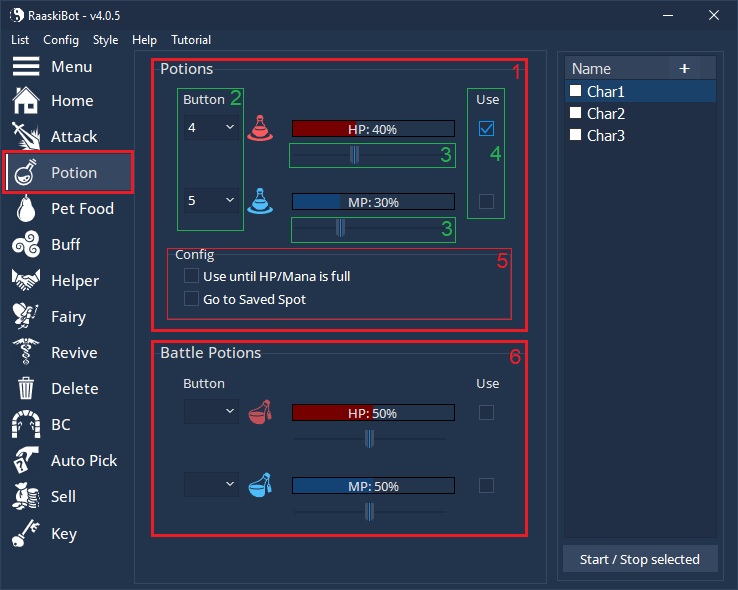 RaaskiBot - v4.0.5
List Config Style Help Tutorial
Menu
Home
Attack
Potion
Pet Food
Buff
Helper
Fairy
Revive
Delete
BC
Auto Pick
Sell
Key
Potions 1
Button 2 Use
4 HP: 40%
3 4
5 MP: 30%
3
Config 5
Use until HP/Mana is full
Go to Saved Spot
Battle Potions 6
Button Use
HP: 50%
MP: 50%
Name +
Char1
Char2
Char3
Start / Stop selected